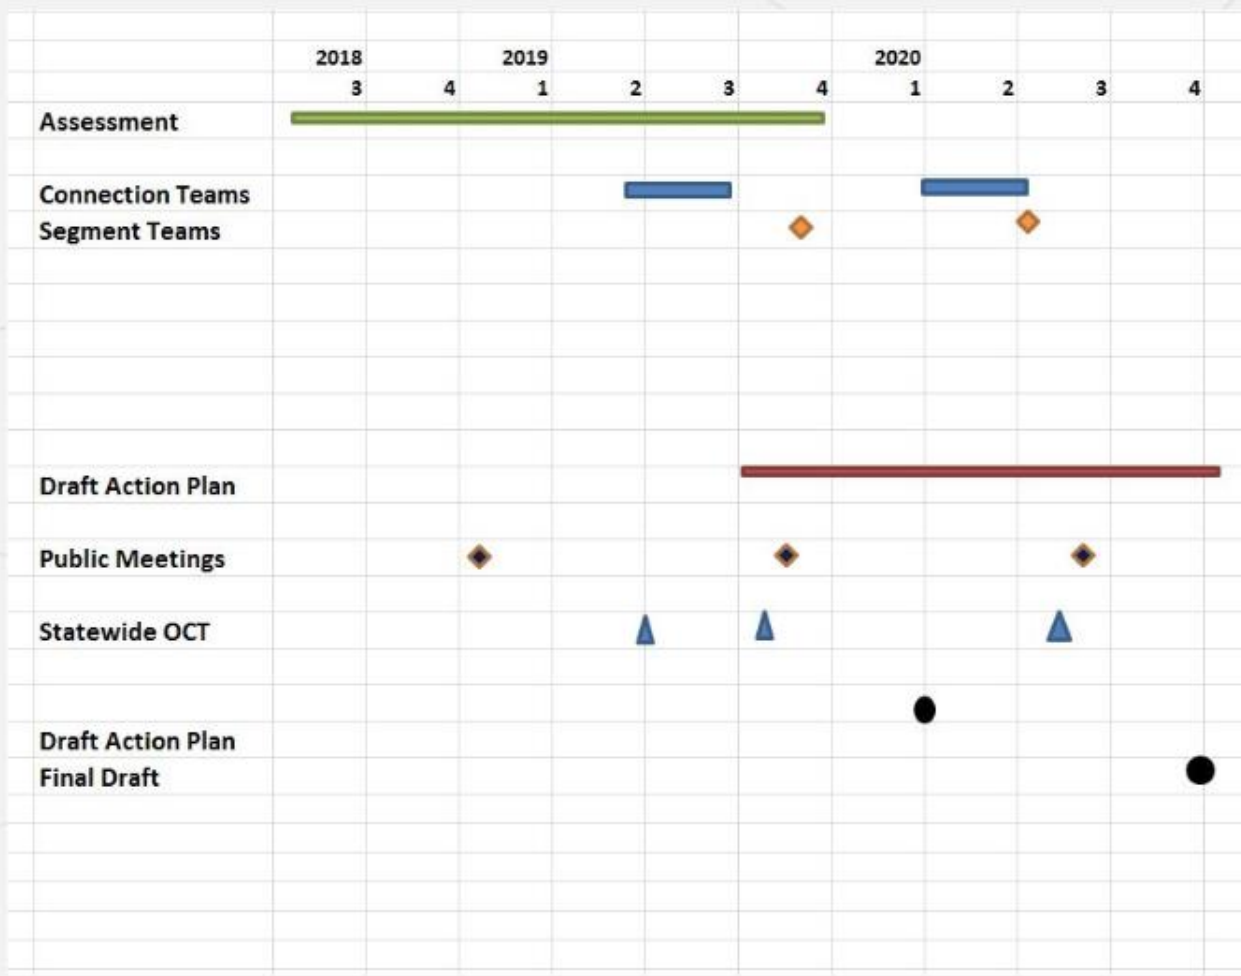 2018 2019 2020
3 4 1 2 3 4 1 2 3 4
Assessment
Connection Teams
Segment Teams
Draft Action Plan
Public Meetings
Statewide OCT
Draft Action Plan
Final Draft